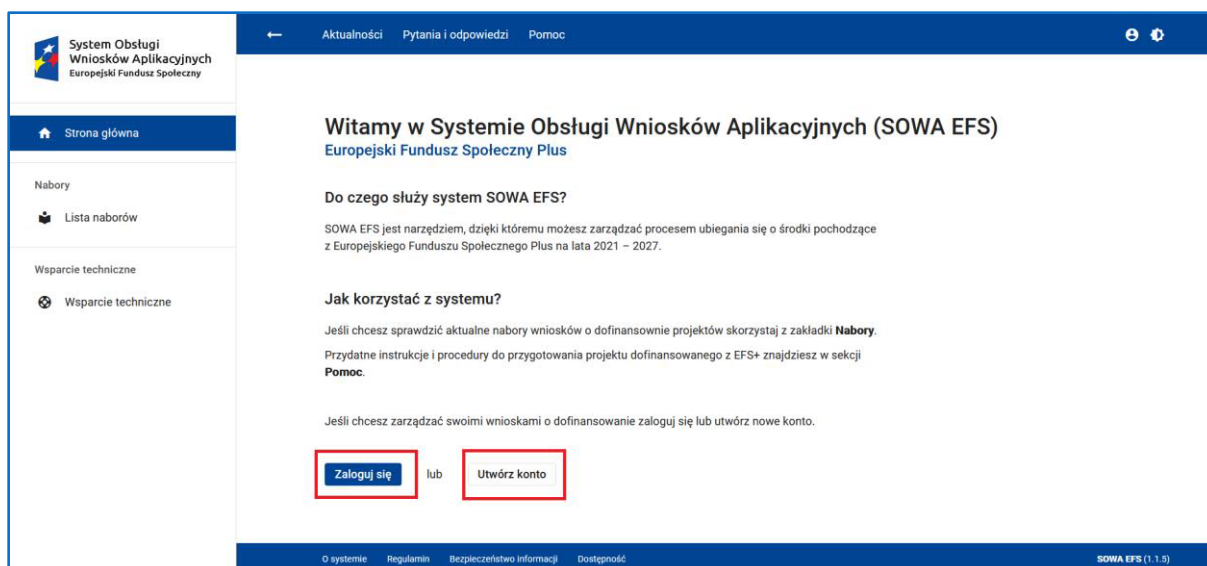 System Obsługi
Wniosków Aplikacyjnych
Europejski Fundusz Społeczny
Aktualności Pytania i odpowiedzi Pomoc
Strona główna
Nabory
Lista naborów
Wsparcie techniczne
Wsparcie techniczne
Witamy w Systemie Obsługi Wniosków Aplikacyjnych (SOWA EFS)
Europejski Fundusz Społeczny Plus
Do czego służy system SOWA EFS?
SOWA EFS jest narzędziem, dzięki któremu możesz zarządzać procesem ubiegania się o środki pochodzące
z Europejskiego Funduszu Społecznego Plus na lata 2021 – 2027.
Jak korzystać z systemu?
Jeśli chcesz sprawdzić aktualne nabory wniosków o dofinansownie projektów skorzystaj z zakładki Nabory.
Przydatne instrukcje i procedury do przygotowania projektu dofinansowanego z EFS+ znajdziesz w sekcji
Pomoc.
Jeśli chcesz zarządzać swoimi wnioskami o dofinansowanie zaloguj się lub utwórz nowe konto.
Zaloguj się lub Utwórz konto
O systemie Regulamin Bezpieczeństwo informacji Dostępność SOWA EFS (1.1.5)